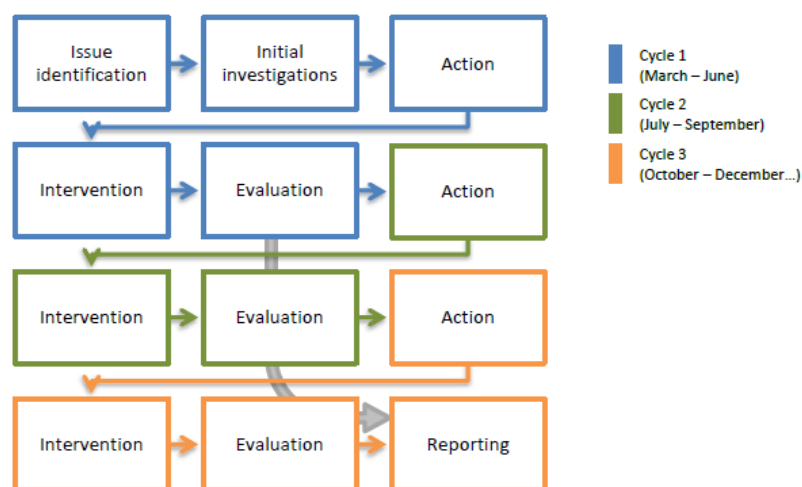 Issue
identification
Initial
investigations
Action
Cycle 1
(March – June)
Cycle 2
(July – September)
Cycle 3
(October – December...)
Intervention
Evaluation
Action
Intervention
Evaluation
Action
Intervention
Evaluation
Reporting